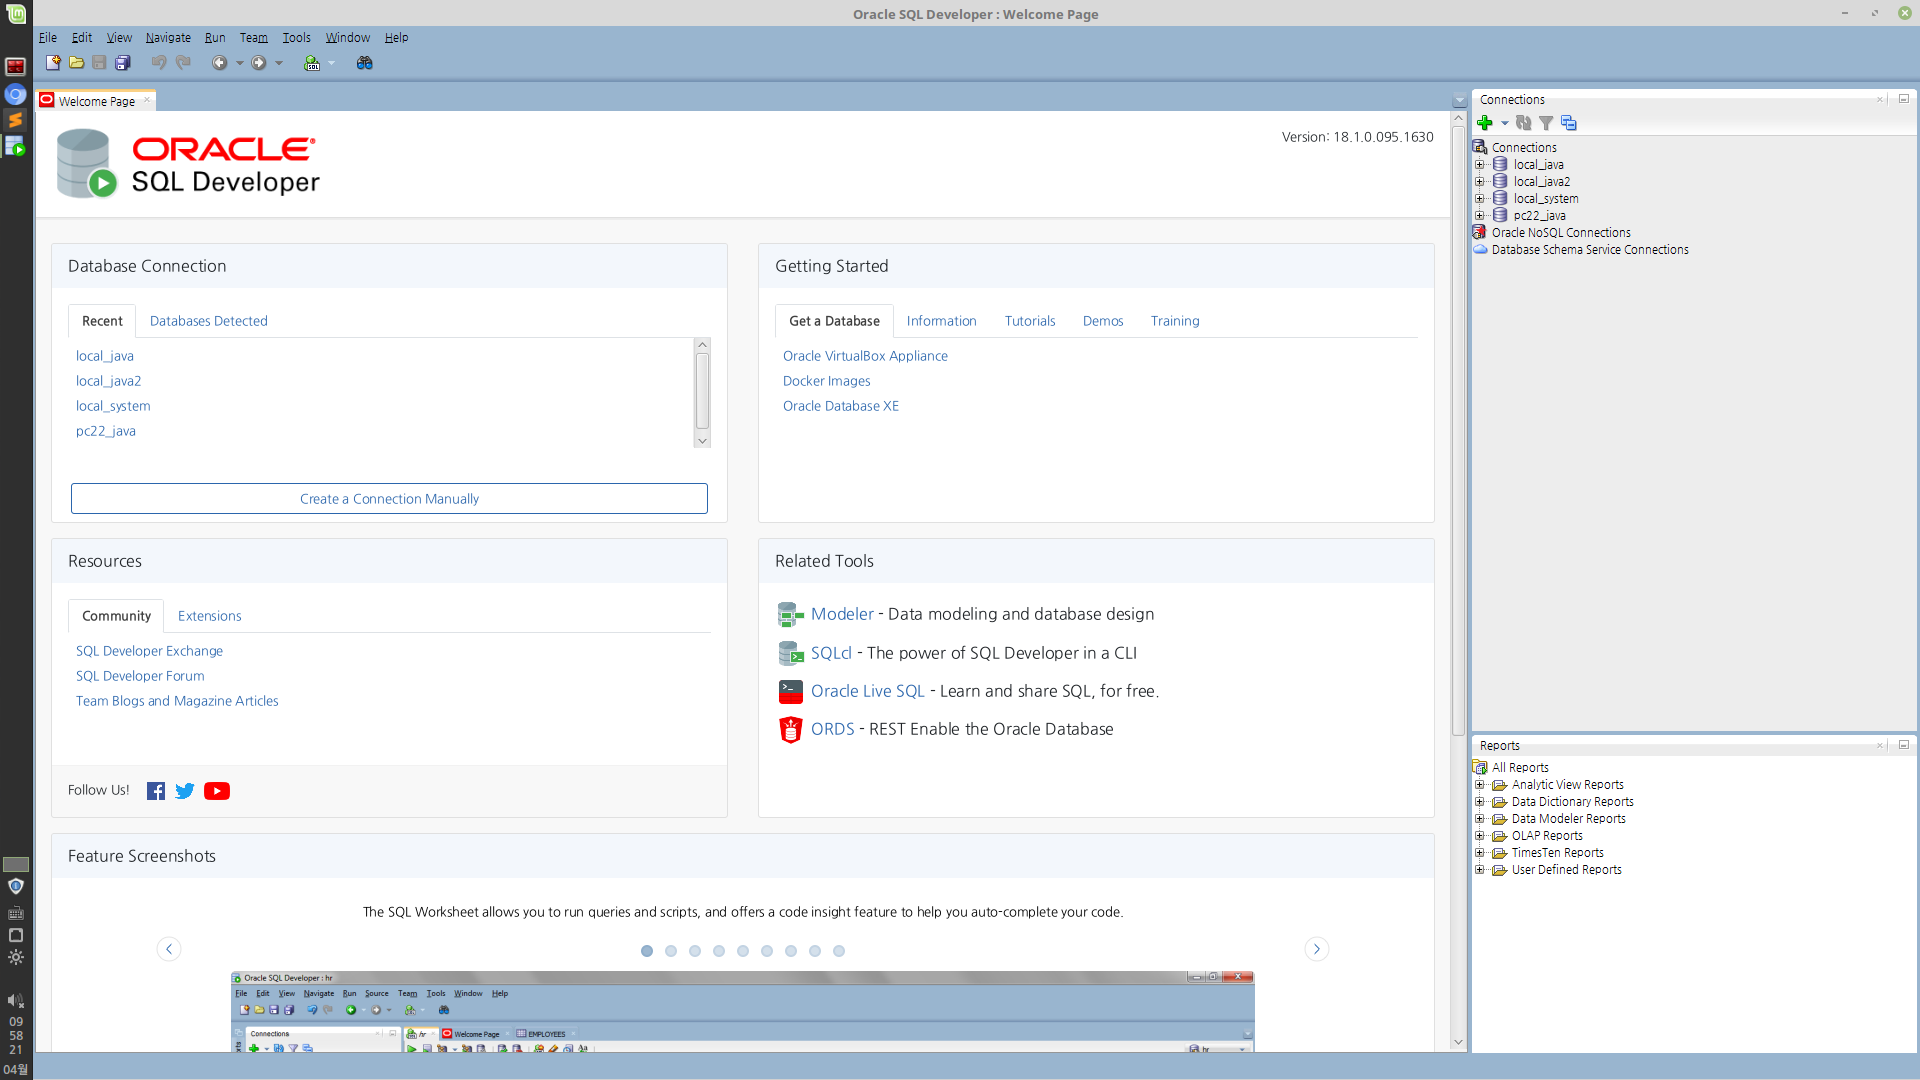 Oracle SQL Developer : Welcome Page
File Edit View Navigate Run Team Tools Window Help
SQL
Welcome Page
Version: 18.1.0.095.1630
ORACLE
SQL Developer
Database Connection
Recent Databases Detected
local_java
local_java2
local_system
pc22_java
Create a Connection Manually
Getting Started
Get a Database Information Tutorials Demos Training
Oracle VirtualBox Appliance
Docker Images
Oracle Database XE
Resources
Community Extensions
SQL Developer Exchange
SQL Developer Forum
Team Blogs and Magazine Articles
Follow Us!
Related Tools
Modeler - Data modeling and database design
SQLcl - The power of SQL Developer in a CLI
Oracle Live SQL - Learn and share SQL, for free.
ORDS - REST Enable the Oracle Database
Feature Screenshots
The SQL Worksheet allows you to run queries and scripts, and offers a code insight feature to help you auto-complete your code.
Oracle SQL Developer : hr
File Edit View Navigate Run Source Team Tools Window Help
Connections
hr Welcome Page EMPLOYEES
Aa
hr
Connections
Connections
local_java
local_java2
local_system
pc22_java
Oracle NoSQL Connections
Database Schema Service Connections
Reports
All Reports
Analytic View Reports
Data Dictionary Reports
Data Modeler Reports
OLAP Reports
TimesTen Reports
User Defined Reports
09
58
21
04월